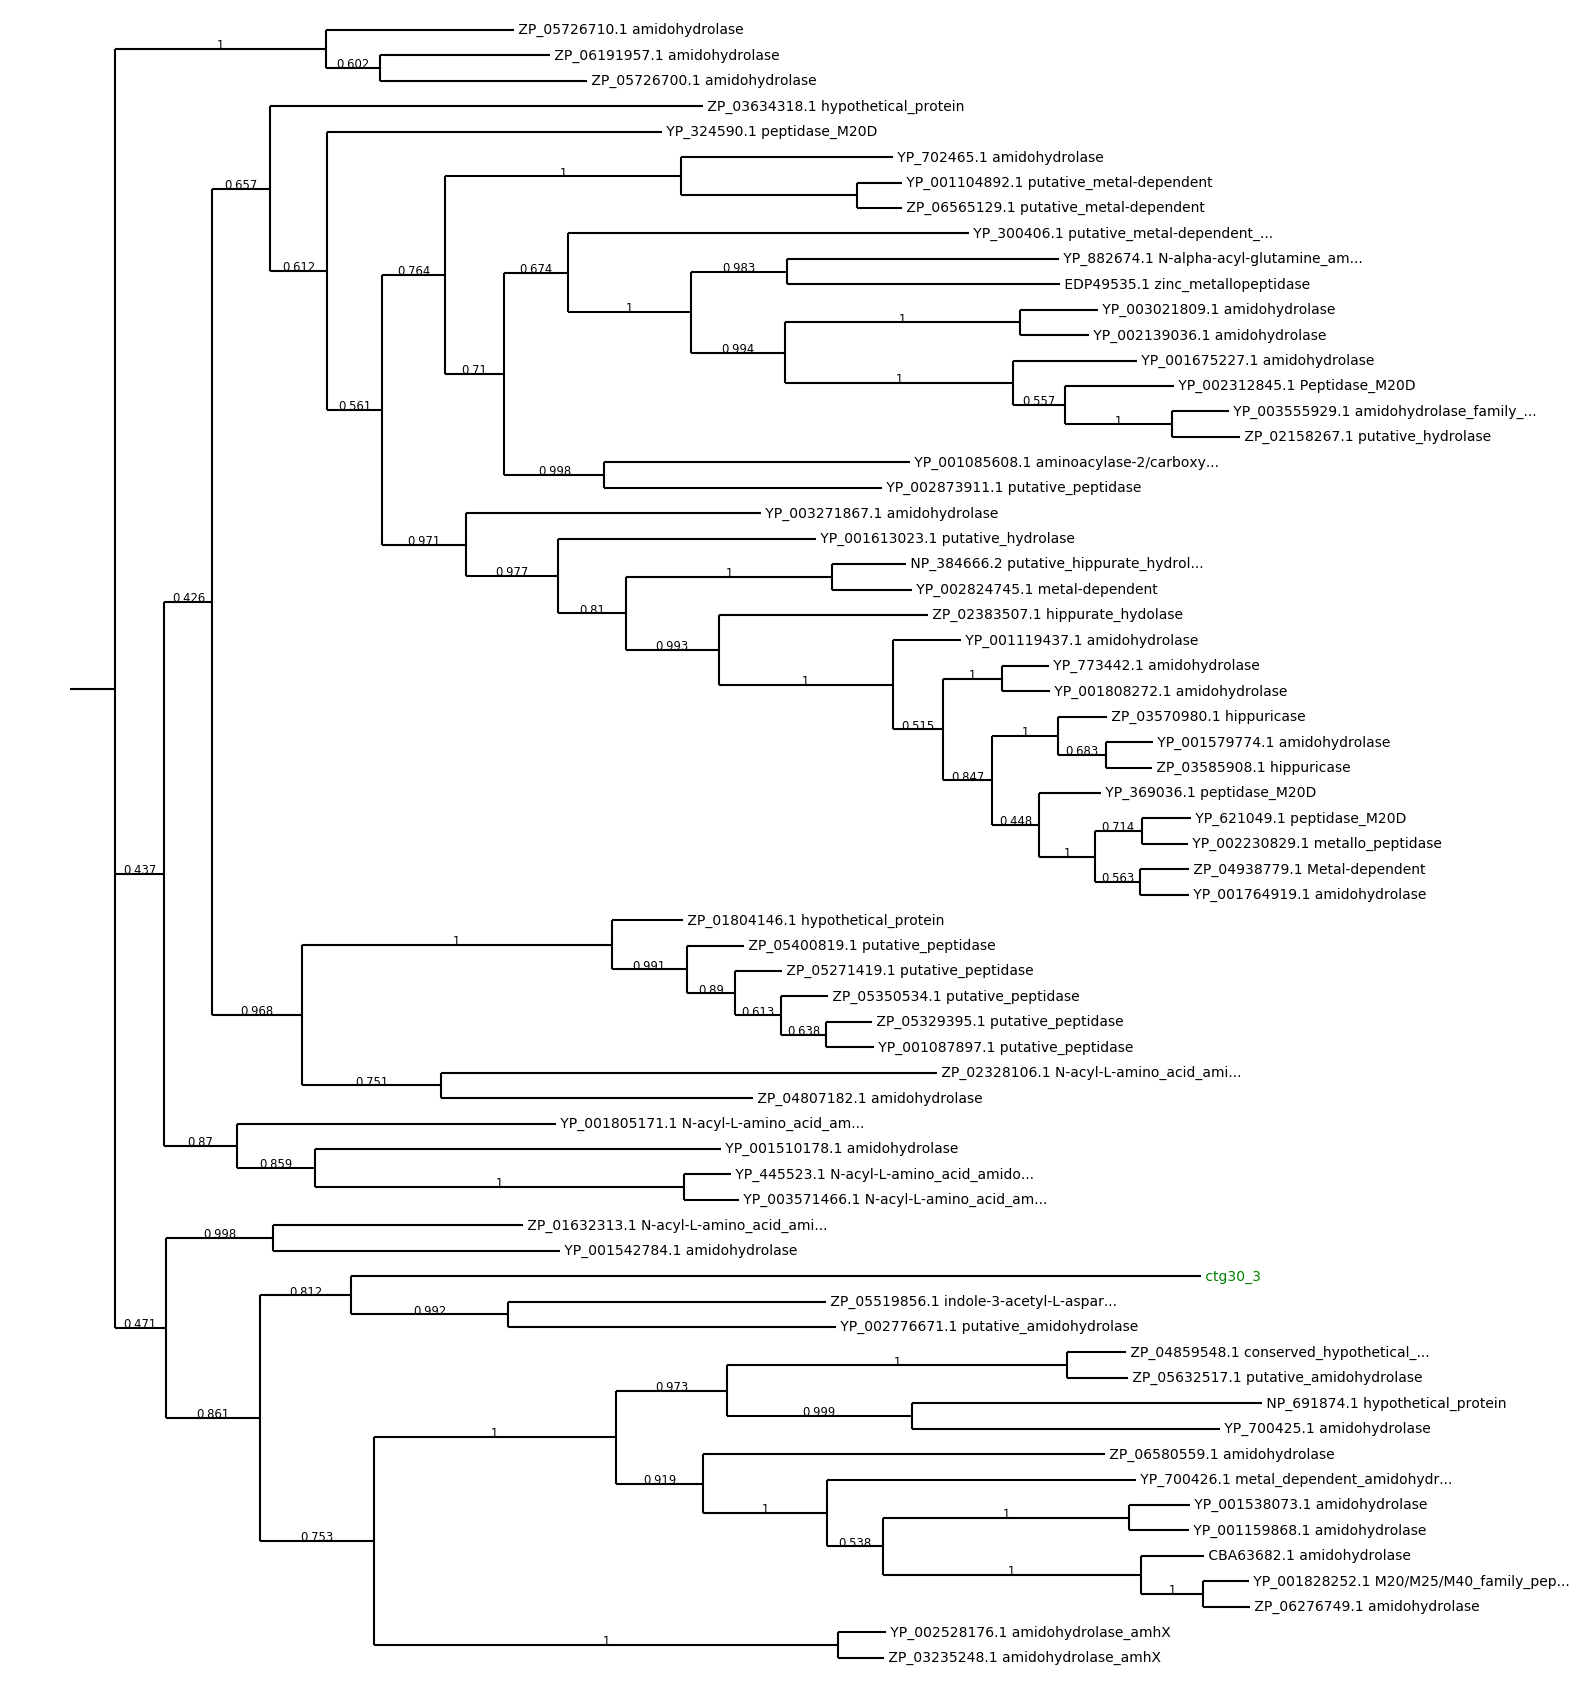 ZP_05726710.1 amidohydrolase
1
ZP_06191957.1 amidohydrolase
0.602
ZP_05726700.1 amidohydrolase
ZP_03634318.1 hypothetical_protein
YP_324590.1 peptidase_M20D
YP_702465.1 amidohydrolase
1
YP_001104892.1 putative_metal-dependent
0.657
ZP_06565129.1 putative_metal-dependent
YP_300406.1 putative_metal-dependent_...
YP_882674.1 N-alpha-acyl-glutamine_am...
0.612
0.764
0.674
0.983
EDP49535.1 zinc_metallopeptidase
YP_003021809.1 amidohydrolase
1
1
YP_002139036.1 amidohydrolase
0.994
YP_001675227.1 amidohydrolase
0.71
1
YP_002312845.1 Peptidase_M20D
0.557
0.561
YP_003555929.1 amidohydrolase_family_...
1
ZP_02158267.1 putative_hydrolase
YP_001085608.1 aminoacylase-2/carboxy...
0.998
YP_002873911.1 putative_peptidase
YP_003271867.1 amidohydrolase
YP_001613023.1 putative_hydrolase
0.971
NP_384666.2 putative_hippurate_hydrol...
0.977
1
YP_002824745.1 metal-dependent
0.426
0.81
ZP_02383507.1 hippurate_hydolase
YP_001119437.1 amidohydrolase
0.993
YP_773442.1 amidohydrolase
1
1
YP_001808272.1 amidohydrolase
ZP_03570980.1 hippuricase
0.515
1
YP_001579774.1 amidohydrolase
0.683
ZP_03585908.1 hippuricase
0.847
YP_369036.1 peptidase_M20D
YP_621049.1 peptidase_M20D
0.448
0.714
YP_002230829.1 metallo_peptidase
1
ZP_04938779.1 Metal-dependent
0.437
0.563
YP_001764919.1 amidohydrolase
ZP_01804146.1 hypothetical_protein
1
ZP_05400819.1 putative_peptidase
0.991
ZP_05271419.1 putative_peptidase
0.89
ZP_05350534.1 putative_peptidase
0.968
0.613
ZP_05329395.1 putative_peptidase
0.638
YP_001087897.1 putative_peptidase
ZP_02328106.1 N-acyl-L-amino_acid_ami...
0.751
ZP_04807182.1 amidohydrolase
YP_001805171.1 N-acyl-L-amino_acid_am...
0.87
YP_001510178.1 amidohydrolase
0.859
YP_445523.1 N-acyl-L-amino_acid_amido...
1
YP_003571466.1 N-acyl-L-amino_acid_am...
ZP_01632313.1 N-acyl-L-amino_acid_ami...
0.998
YP_001542784.1 amidohydrolase
ctg30_3
0.812
ZP_05519856.1 indole-3-acetyl-L-aspar...
0.992
0.471
YP_002776671.1 putative_amidohydrolase
ZP_04859548.1 conserved_hypothetical_...
1
ZP_05632517.1 putative_amidohydrolase
0.973
NP_691874.1 hypothetical_protein
0.861
0.999
YP_700425.1 amidohydrolase
1
ZP_06580559.1 amidohydrolase
0.919
YP_700426.1 metal_dependent_amidohydr...
YP_001538073.1 amidohydrolase
1
1
YP_001159868.1 amidohydrolase
0.753
0.538
CBA63682.1 amidohydrolase
1
YP_001828252.1 M20/M25/M40_family_pep...
1
ZP_06276749.1 amidohydrolase
YP_002528176.1 amidohydrolase_amhX
1
ZP_03235248.1 amidohydrolase_amhX